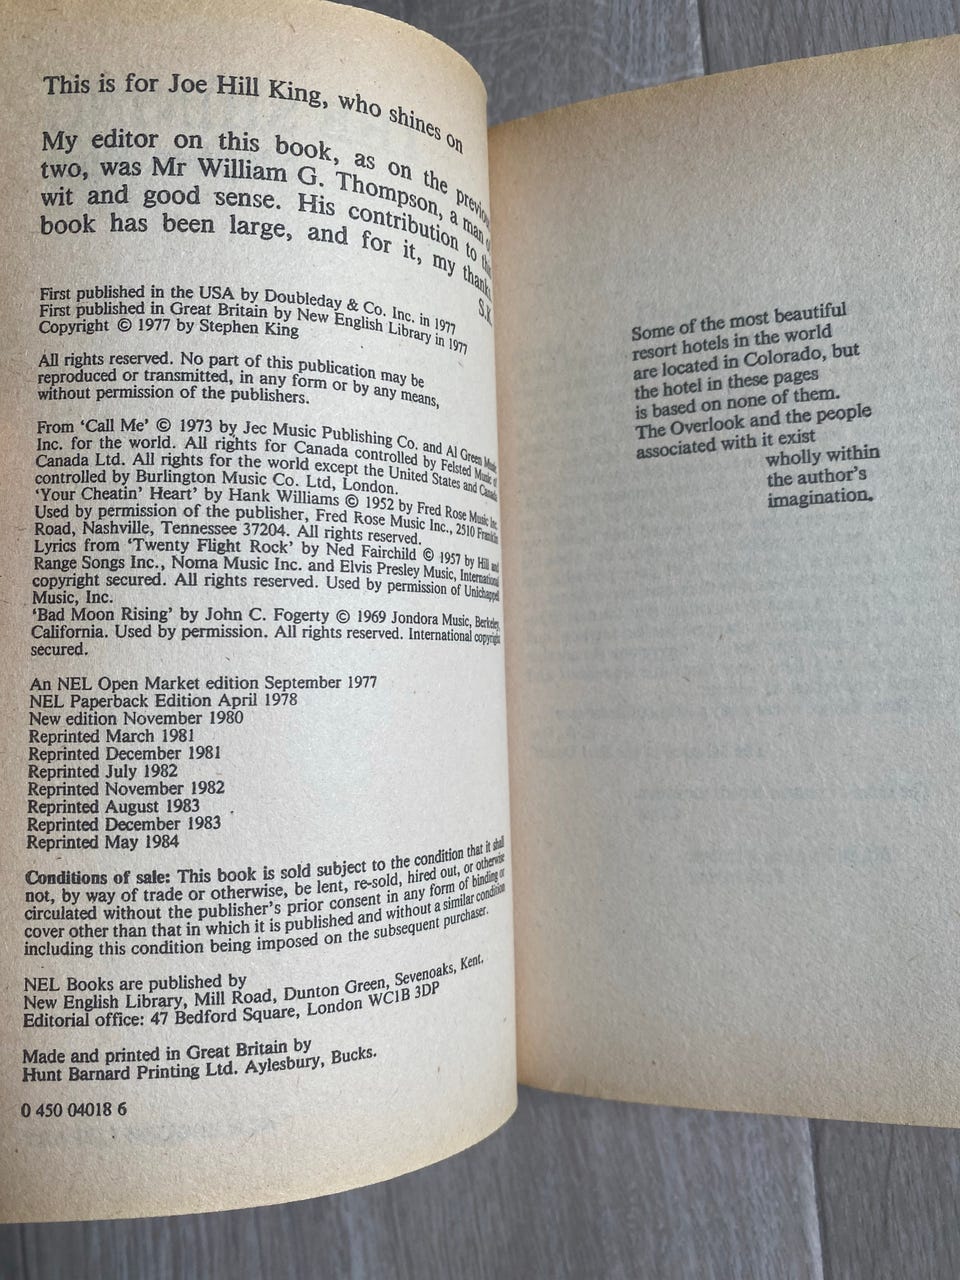 This is for Joe Hill King, who shines on
My editor on this book, as on the previous
two, was Mr William G. Thompson, a man of
wit and good sense. His contribution to this
book has been large, and for it, my thanks.
S.K.
First published in the USA by Doubleday & Co. Inc. in 1977
First published in Great Britain by New English Library in 1977
Copyright © 1977 by Stephen King
All rights reserved. No part of this publication may be
reproduced or transmitted, in any form or by any means,
without permission of the publishers.
From ‘Call Me’ © 1973 by Jec Music Publishing Co. and Al Green Music
Inc. for the world. All rights for Canada controlled by Felsted Music of
Canada Ltd. All rights for the world except the United States and Canada
controlled by Burlington Music Co. Ltd, London.
‘Your Cheatin’ Heart’ by Hank Williams © 1952 by Fred Rose Music Inc.
Used by permission of the publisher, Fred Rose Music Inc., 2510 Franklin
Road, Nashville, Tennessee 37204. All rights reserved.
Lyrics from ‘Twenty Flight Rock’ by Ned Fairchild © 1957 by Hill and
Range Songs Inc., Noma Music Inc. and Elvis Presley Music, International
copyright secured. All rights reserved. Used by permission of Unichappell
Music, Inc.
‘Bad Moon Rising’ by John C. Fogerty © 1969 Jondora Music, Berkeley,
California. Used by permission. All rights reserved. International copyright
secured.
An NEL Open Market edition September 1977
NEL Paperback Edition April 1978
New edition November 1980
Reprinted March 1981
Reprinted December 1981
Reprinted July 1982
Reprinted November 1982
Reprinted August 1983
Reprinted December 1983
Reprinted May 1984
Conditions of sale: This book is sold subject to the condition that it shall
not, by way of trade or otherwise, be lent, re-sold, hired out, or otherwise
circulated without the publisher’s prior consent in any form of binding or
cover other than that in which it is published and without a similar condition
including this condition being imposed on the subsequent purchaser.
NEL Books are published by
New English Library, Mill Road, Dunton Green, Sevenoaks, Kent.
Editorial office: 47 Bedford Square, London WC1B 3DP
Made and printed in Great Britain by
Hunt Barnard Printing Ltd. Aylesbury, Bucks.
0 450 04018 6
Some of the most beautiful
resort hotels in the world
are located in Colorado, but
the hotel in these pages
is based on none of them.
The Overlook and the people
associated with it exist
wholly within
the author’s
imagination.